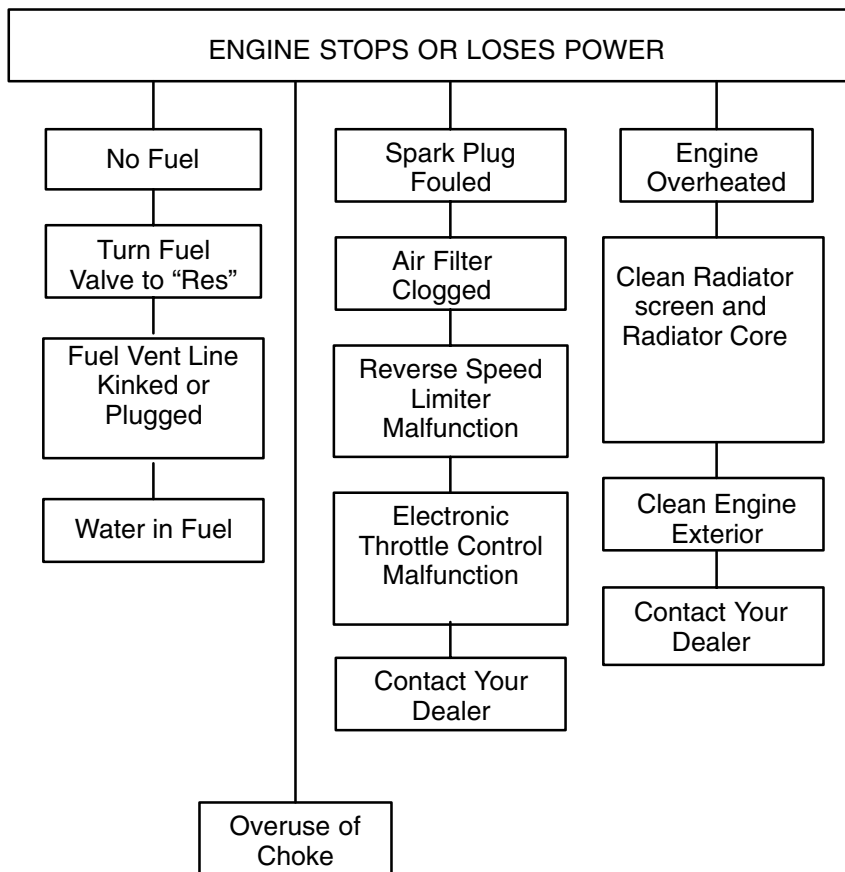 ENGINE STOPS OR LOSES POWER
No Fuel
Turn Fuel
Valve to “Res”
Fuel Vent Line
Kinked or
Plugged
Water in Fuel
Overuse of
Choke
Spark Plug
Fouled
Air Filter
Clogged
Reverse Speed
Limiter
Malfunction
Electronic
Throttle Control
Malfunction
Contact Your
Dealer
Engine
Overheated
Clean Radiator
screen and
Radiator Core
Clean Engine
Exterior
Contact Your
Dealer